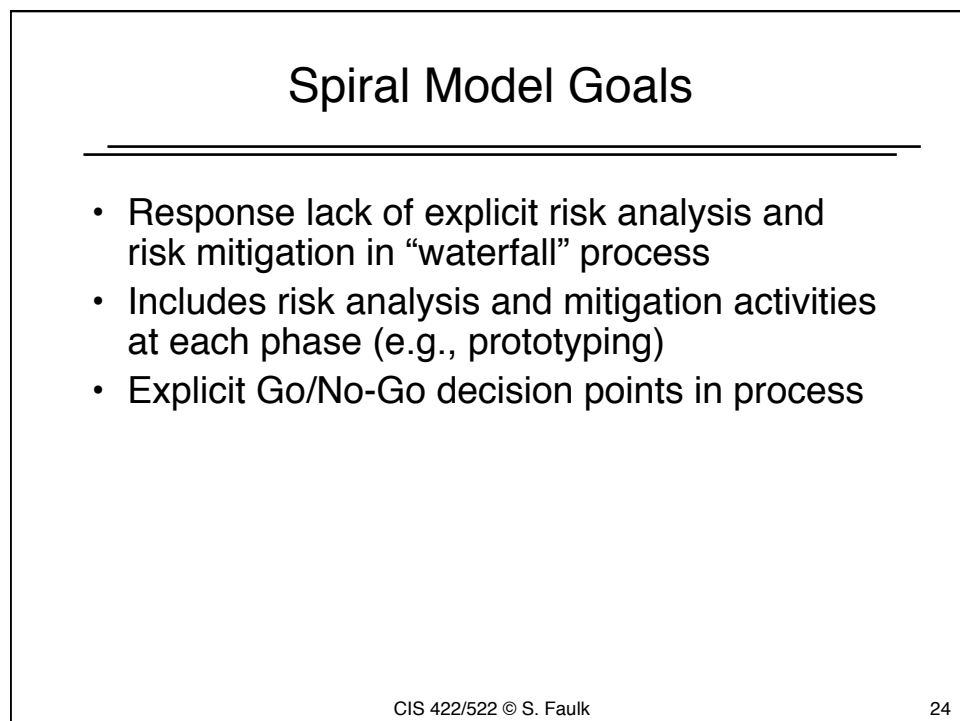 Spiral Model Goals
• Response lack of explicit risk analysis and
risk mitigation in “waterfall” process
• Includes risk analysis and mitigation activities
at each phase (e.g., prototyping)
• Explicit Go/No-Go decision points in process
CIS 422/522 © S. Faulk
24